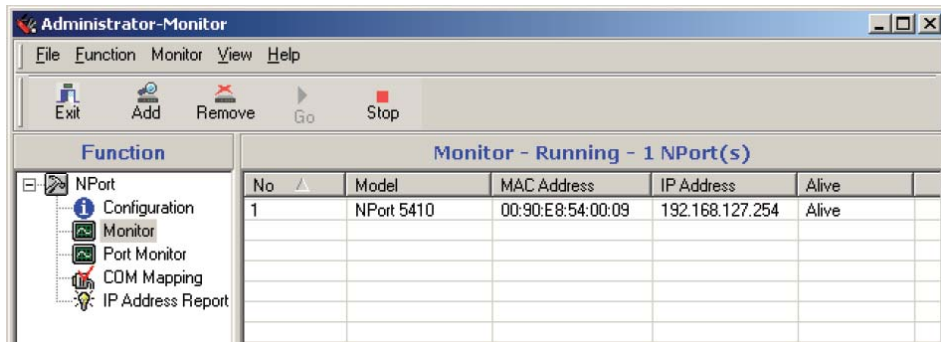 Administrator-Monitor
File Function Monitor View Help
Exit Add Remove Go Stop
Function
Monitor - Running - 1 NPort(s)
NPort
Configuration
Monitor
Port Monitor
COM Mapping
IP Address Report
No Model MAC Address IP Address Alive
1 NPort 5410 00:90:E8:54:00:09 192.168.127.254 Alive